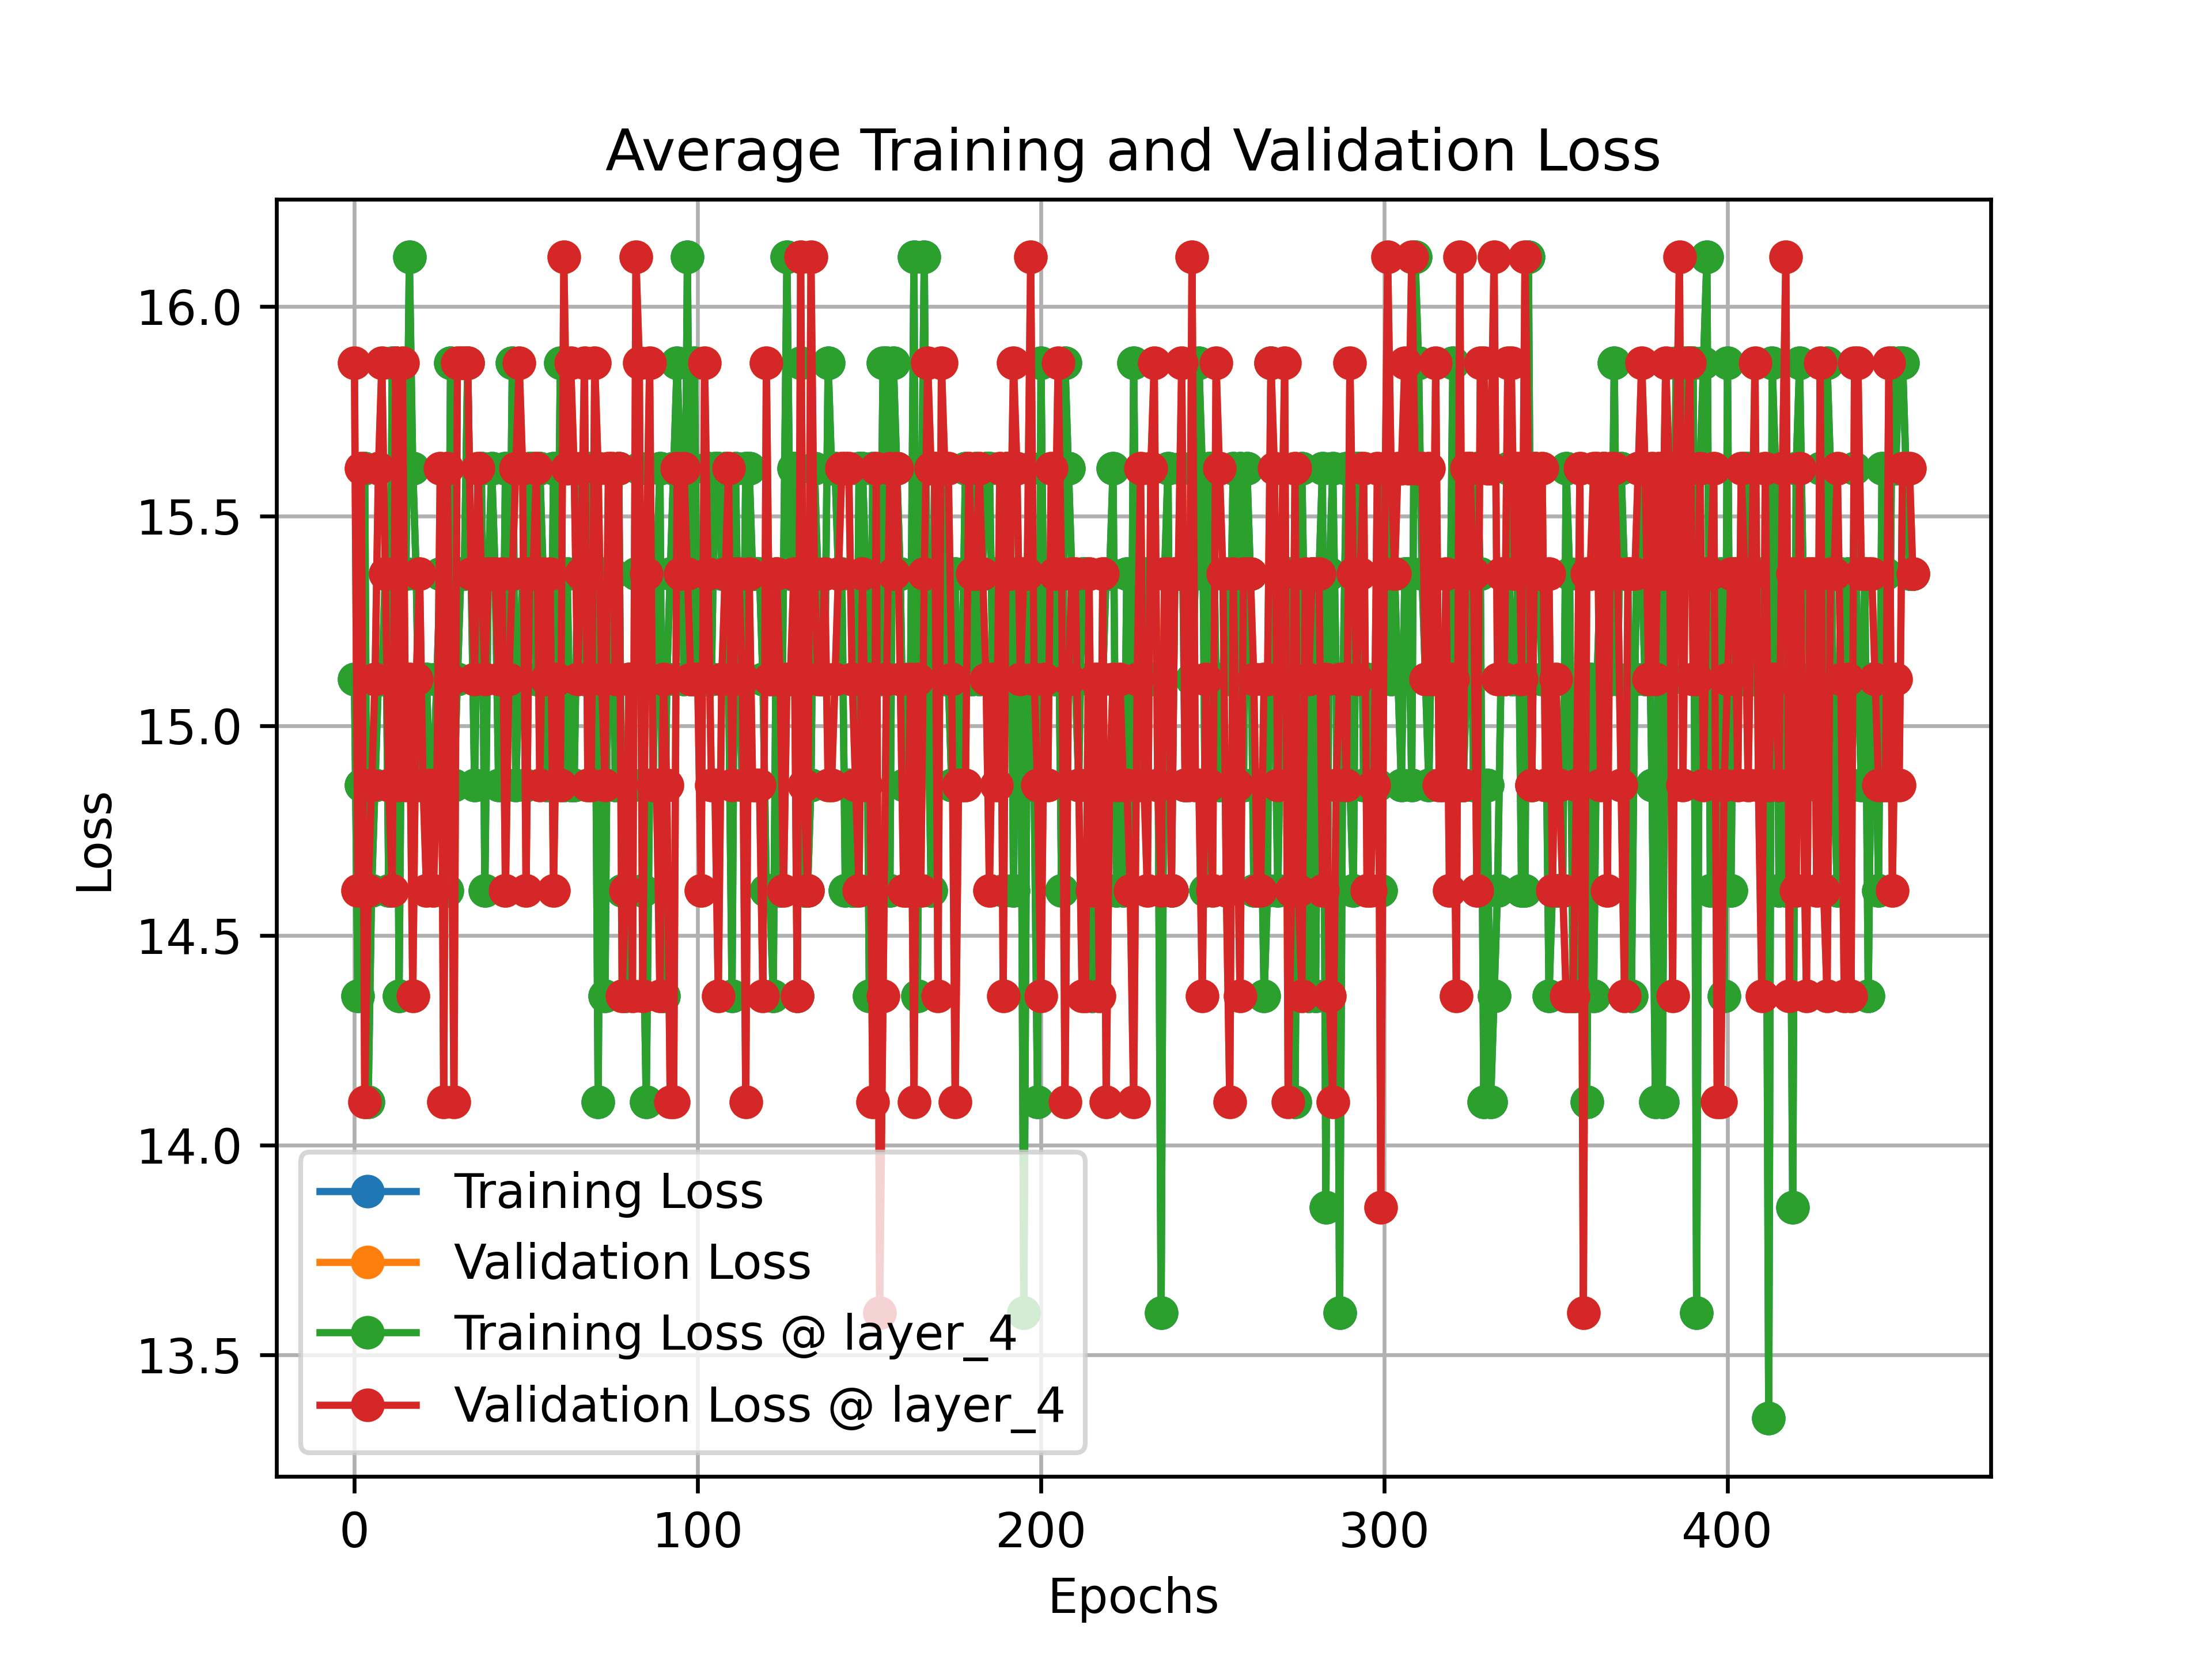 Average Training and Validation Loss
16.0
15.5
15.0
14.5
14.0
13.5
Loss
Training Loss
Validation Loss
Training Loss @ layer_4
Validation Loss @ layer_4
0 100 200 300 400
Epochs